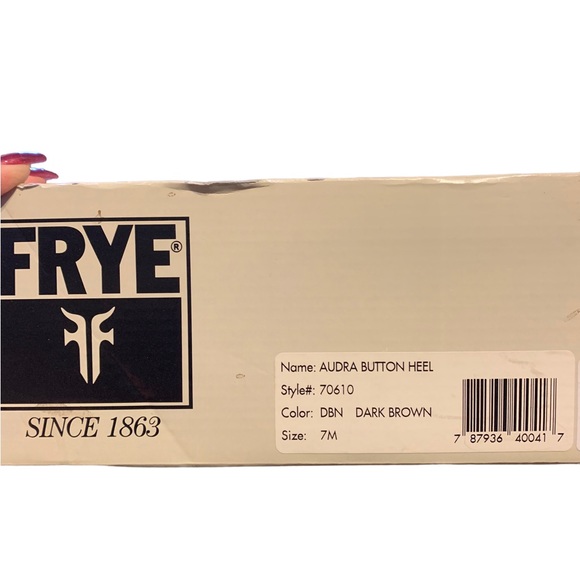 FRYE®
SINCE 1863
Name: AUDRA BUTTON HEEL
Style#: 70610
Color: DBN DARK BROWN
Size: 7M
7 87936 40041 7